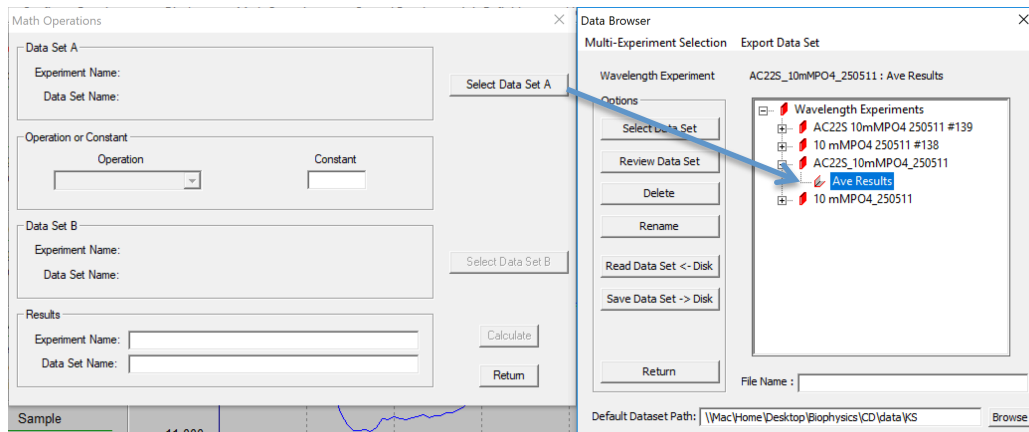 Math Operations
Data Set A
Experiment Name:
Data Set Name:
Select Data Set A
Operation or Constant
Operation
Constant
Data Set B
Experiment Name:
Data Set Name:
Select Data Set B
Results
Experiment Name:
Data Set Name:
Calculate
Return
Sample
Data Browser
Multi-Experiment Selection Export Data Set
Wavelength Experiment
AC22S_10mMPO4_250511 : Ave Results
Options
Select Data Set
Review Data Set
Delete
Rename
Read Data Set <- Disk
Save Data Set -> Disk
Return
Wavelength Experiments
AC22S 10mMPO4 250511 #139
10 mMPO4 250511 #138
AC22S_10mMPO4_250511
Ave Results
10 mMPO4_250511
File Name :
Default Dataset Path: \\Mac\Home\Desktop\Biophysics\CD\data\KS
Browse